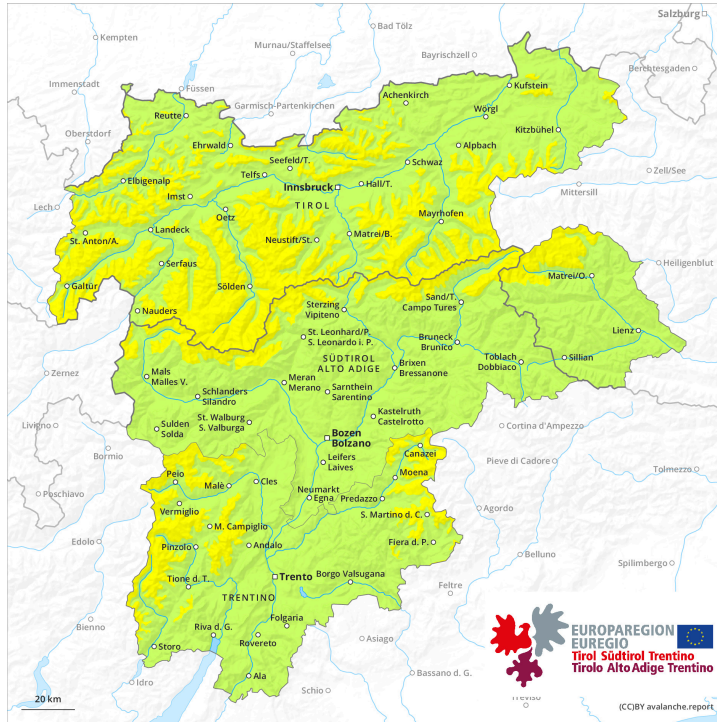 Salzburg
Kempten
Bad Tölz
Murnau/Staffelsee
Bayrischzell
Berchtesgaden
Immenstadt
Füssen
Kufstein
Achenkirch
Garmisch-Partenkirchen
Reutte
Wörgl
Oberstdorf
Kitzbühel
Ehrwald
Alpbach
Seefeld/T.
Schwaz
Zell/See
Telfs
Elbigenalp
Innsbruck
Hall/T.
Mittersill
Imst
Lech
TIROL
Oetz
Mayrhofen
Landeck
St. Anton/A.
Neustift/St.
Matrei/B.
Serfaus
Heiligenblut
Matrei/O.
Galtür
Sölden
Sand/T.
Campo Tures
Nauders
Sterzing
Vipiteno
St. Leonhard/P.
S. Leonardo i. P.
Lienz
Bruneck
Brunico
SÜDTIROL
ALTO ADIGE
Toblach
Dobbiaco
Sillian
Brixen
Bressanone
Zernez
Mals
Malles V.
Meran
Merano
Sarnthein
Sarentino
Schlanders
Silandro
St. Walburg
S. Valburga
Kastelruth
Castelrotto
Livigno
Sulden
Solda
Cortina d'Ampezzo
Bozen
Bolzano
Canazei
Bormio
Leifers
Laives
Pieve di Cadore
Tolmezzo
Moena
Peio
Malè
Cles
Poschiavo
Neumarkt
Egna
Predazzo
Vermiglio
Agordo
S. Martino d. C.
M. Campiglio
Edolo
Pinzolo
Andalo
Fiera d. P.
Belluno
Spilimbergo
Trento
Borgo Valsugana
Tione d. T.
Feltre
TRENTINO
Folgaria
Bienno
Riva d. G.
Rovereto
Asiago
Storo
EUROPAREGION
EUREGIO
Tirol Südtirol Trentino
Tirolo Alto Adige Trentino
Ala
Bassano d. G.
Idro
Schio
Treviso
20 km
(CC)BY avalanche.report